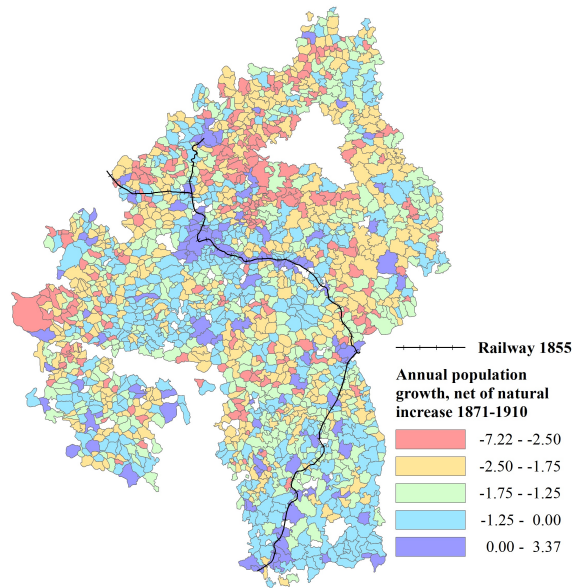 Railway 1855
Annual population
growth, net of natural
increase 1871-1910
-7.22 - -2.50
-2.50 - -1.75
-1.75 - -1.25
-1.25 - 0.00
0.00 - 3.37